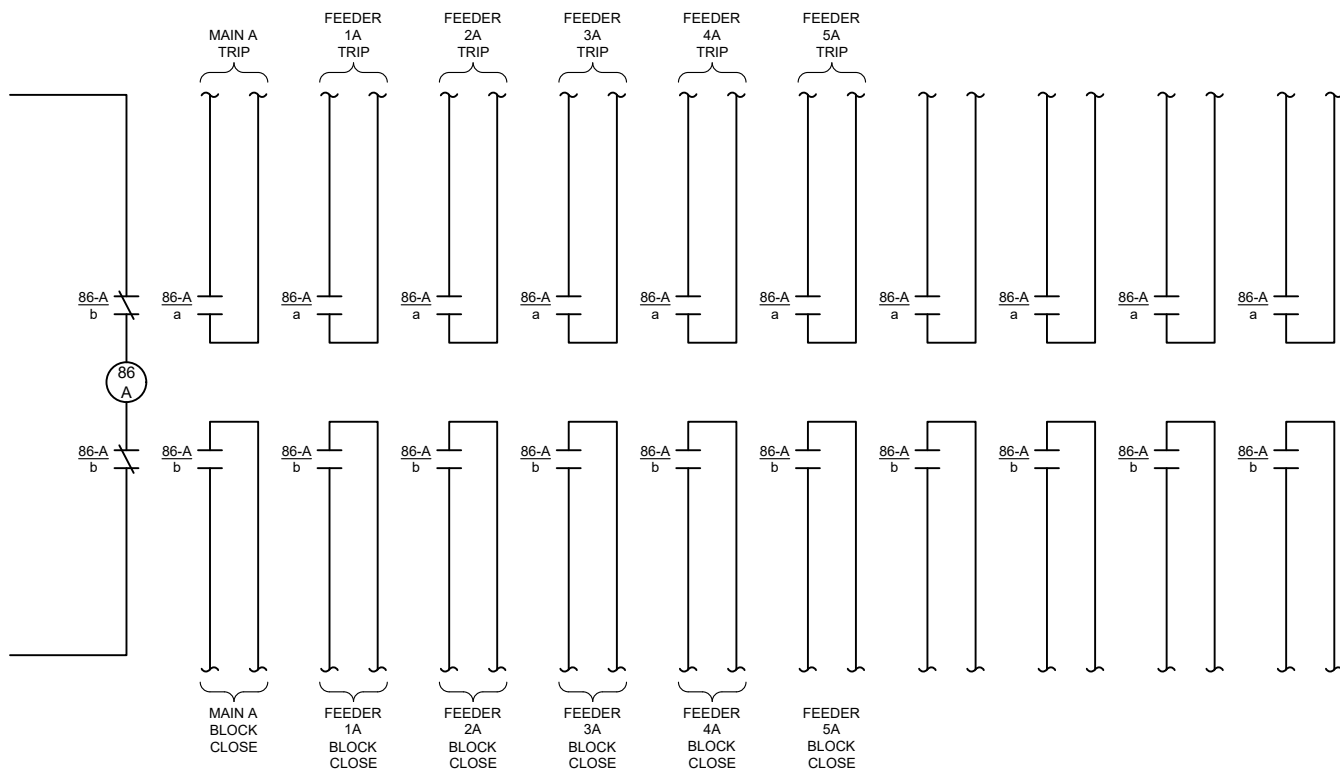 MAIN A
TRIP
FEEDER
1A
TRIP
FEEDER
2A
TRIP
FEEDER
3A
TRIP
FEEDER
4A
TRIP
FEEDER
5A
TRIP
86-A
b
86-A
a
86-A
a
86-A
a
86-A
a
86-A
a
86-A
a
86-A
a
86-A
a
86-A
a
86-A
a
86
A
86-A
b
86-A
b
86-A
b
86-A
b
86-A
b
86-A
b
86-A
b
86-A
b
86-A
b
86-A
b
86-A
b
MAIN A
BLOCK
CLOSE
FEEDER
1A
BLOCK
CLOSE
FEEDER
2A
BLOCK
CLOSE
FEEDER
3A
BLOCK
CLOSE
FEEDER
4A
BLOCK
CLOSE
FEEDER
5A
BLOCK
CLOSE